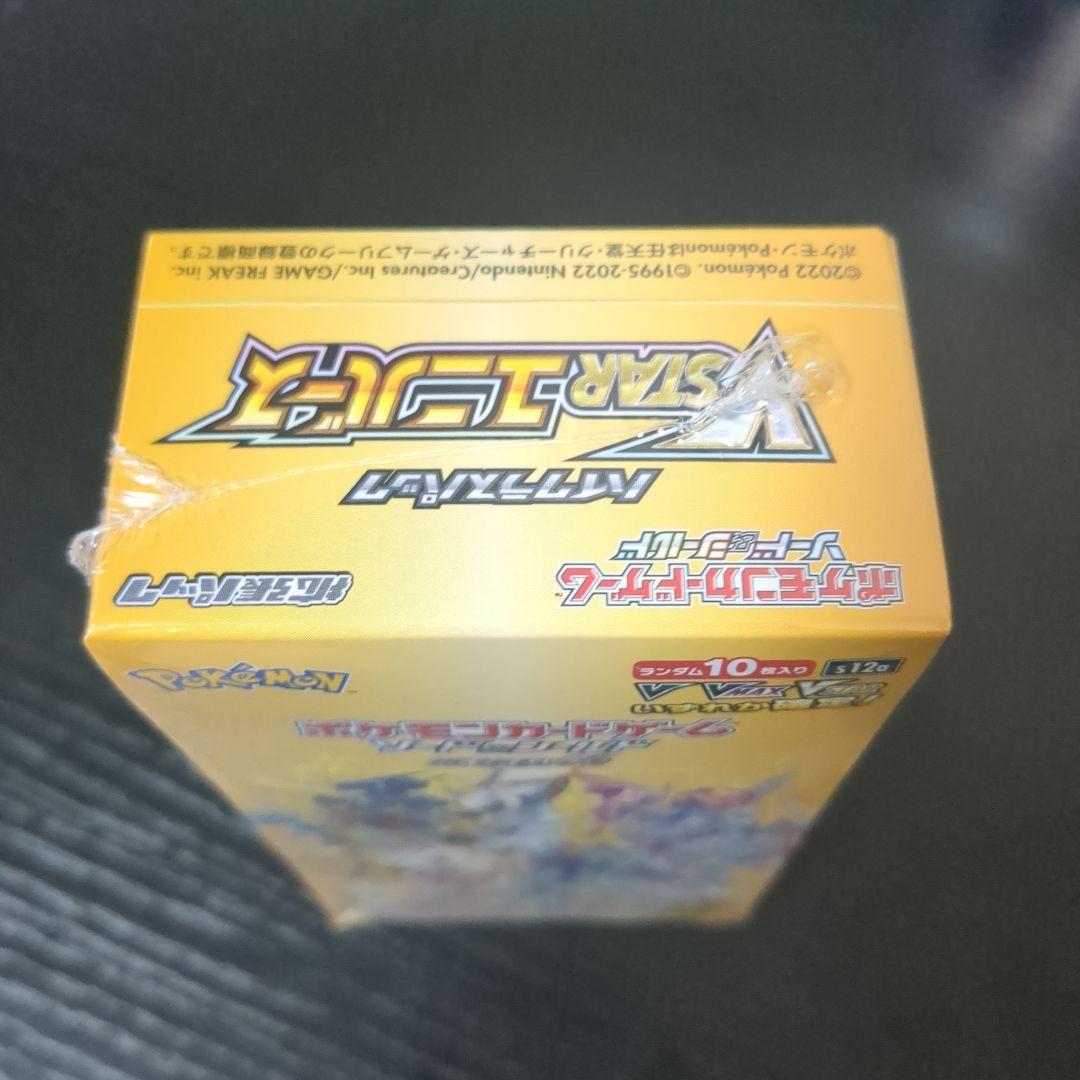 ポケモンカードゲーム
ソード&シールド
拡張パック
ハイクラスパック
VSTARユニバース
©2022 Pokémon. ©1995-2022 Nintendo/Creatures Inc./GAME FREAK inc.
ポケモン・Pokémonは任天堂・クリーチャーズ・ゲームフリークの登録商標です。
Pokémon
ランダム10枚入り s12a